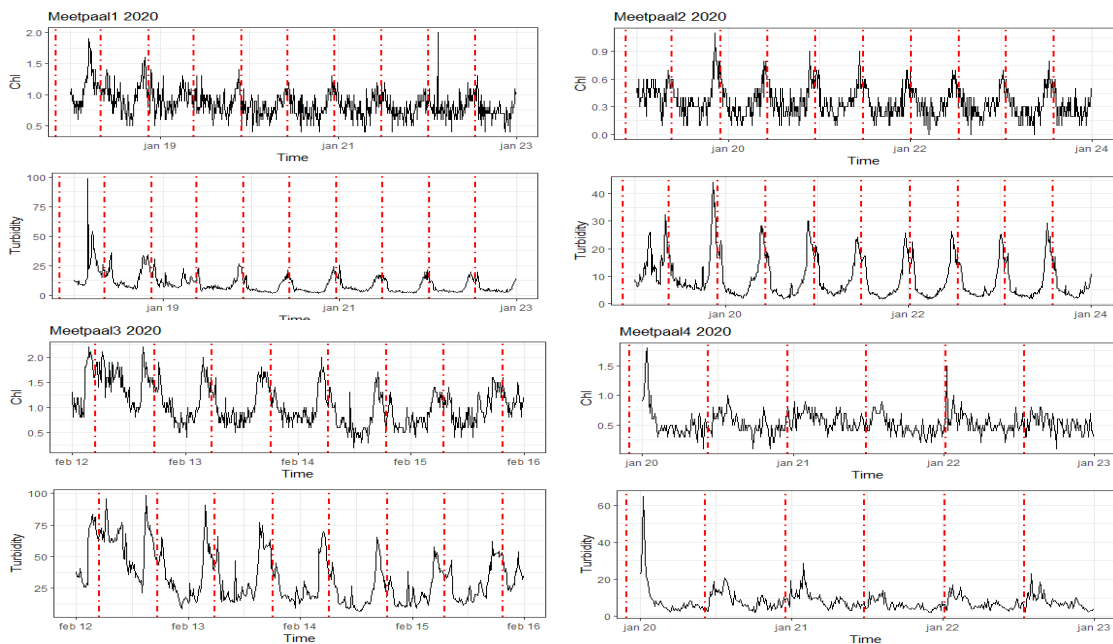 Meetpaal1 2020
2.0
1.5
1.0
0.5
Chl
jan 19
jan 21
jan 23
Time
100
75
50
25
0
Turbidity
jan 19
jan 21
jan 23
Time
Meetpaal2 2020
0.9
0.6
0.3
0.0
Chl
jan 20
jan 22
jan 24
Time
40
30
20
10
0
Turbidity
jan 20
jan 22
jan 24
Time
Meetpaal3 2020
2.0
1.5
1.0
0.5
Chl
feb 12
feb 13
feb 14
feb 15
feb 16
Time
100
75
50
25
Turbidity
feb 12
feb 13
feb 14
feb 15
feb 16
Time
Meetpaal4 2020
1.5
1.0
0.5
Chl
jan 20
jan 21
jan 22
jan 23
Time
60
40
20
0
Turbidity
jan 20
jan 21
jan 22
jan 23
Time